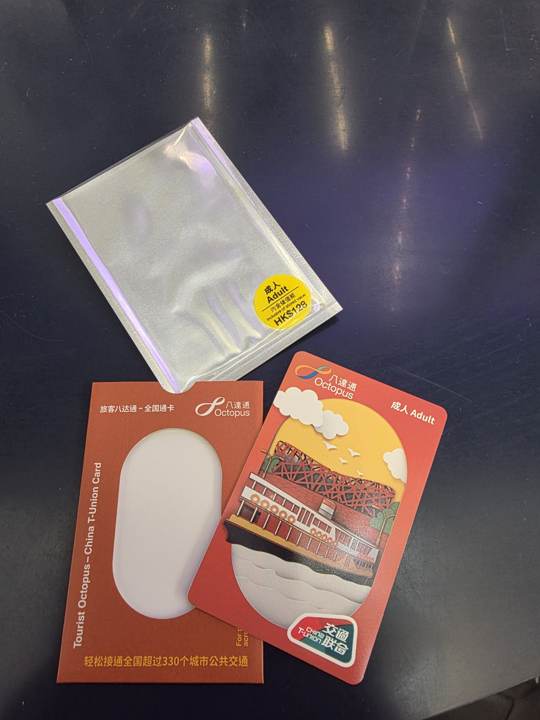 成人
Adult
HK$128
旅客八达通 – 全国通卡
八達通
Octopus
Tourist Octopus – China T-Union Card
轻松接通全国超过330个城市公共交通
八達通
Octopus
成人 Adult
China
T-Union
交通
联合